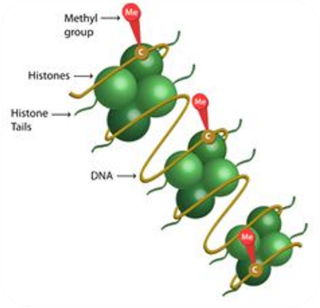 Me
Methyl
group
C
Histones
Me
Histone
Tails
C
DNA
Me
C